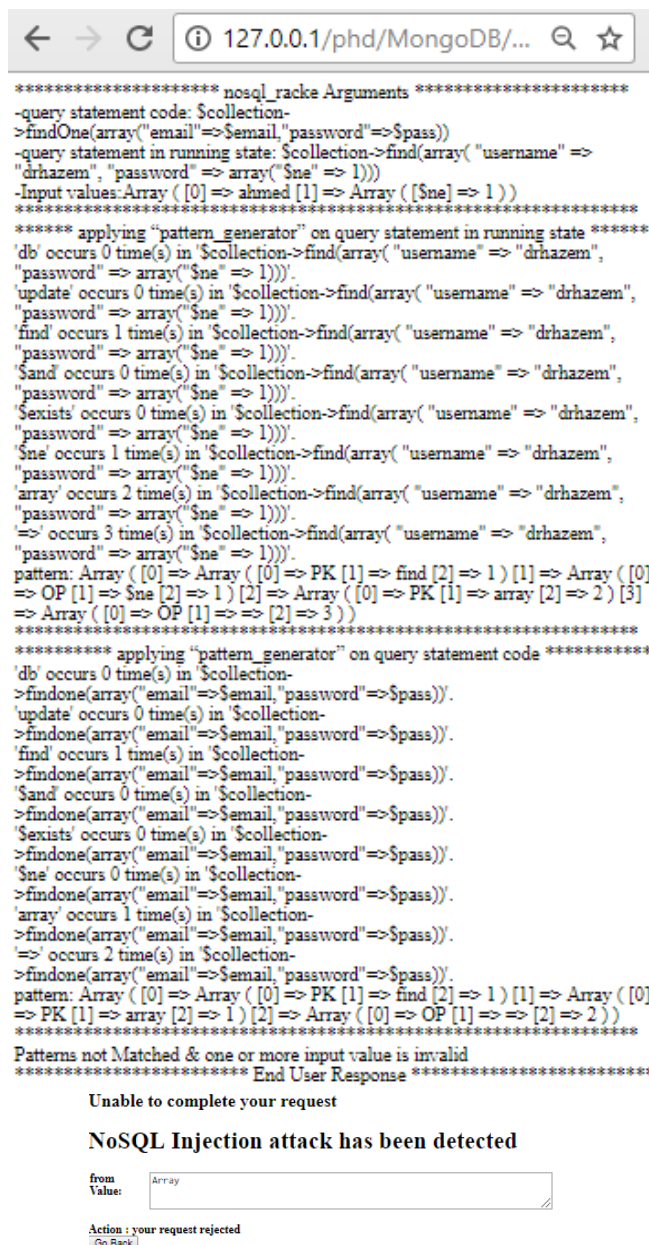 127.0.0.1/phd/MongoDB/...
********************* nosql_racke Arguments **********************
-query statement code: $collection-
>findOne(array("email"=>$email,"password"=>$pass))
-query statement in running state: $collection->find(array( "username" =>
"drhazem", "password" => array("$ne" => 1)))
-Input values:Array ( [0] => ahmed [1] => Array ( [$ne] => 1 ) )
****************************************************************
****** applying “pattern_generator” on query statement in running state ******
'db' occurs 0 time(s) in '$collection->find(array( "username" => "drhazem",
"password" => array("$ne" => 1)))'.
'update' occurs 0 time(s) in '$collection->find(array( "username" => "drhazem",
"password" => array("$ne" => 1)))'.
'find' occurs 1 time(s) in '$collection->find(array( "username" => "drhazem",
"password" => array("$ne" => 1)))'.
'$and' occurs 0 time(s) in '$collection->find(array( "username" => "drhazem",
"password" => array("$ne" => 1)))'.
'$exists' occurs 0 time(s) in '$collection->find(array( "username" => "drhazem",
"password" => array("$ne" => 1)))'.
'$ne' occurs 1 time(s) in '$collection->find(array( "username" => "drhazem",
"password" => array("$ne" => 1)))'.
'array' occurs 2 time(s) in '$collection->find(array( "username" => "drhazem",
"password" => array("$ne" => 1)))'.
'=>' occurs 3 time(s) in '$collection->find(array( "username" => "drhazem",
"password" => array("$ne" => 1)))'.
pattern: Array ( [0] => Array ( [0] => PK [1] => find [2] => 1 ) [1] => Array ( [0]
=> OP [1] => $ne [2] => 1 ) [2] => Array ( [0] => PK [1] => array [2] => 2 ) [3]
=> Array ( [0] => OP [1] => => [2] => 3 ) )
****************************************************************
********** applying “pattern_generator” on query statement code ***********
'db' occurs 0 time(s) in '$collection-
>findone(array("email"=>$email,"password"=>$pass))'.
'update' occurs 0 time(s) in '$collection-
>findone(array("email"=>$email,"password"=>$pass))'.
'find' occurs 1 time(s) in '$collection-
>findone(array("email"=>$email,"password"=>$pass))'.
'$and' occurs 0 time(s) in '$collection-
>findone(array("email"=>$email,"password"=>$pass))'.
'$exists' occurs 0 time(s) in '$collection-
>findone(array("email"=>$email,"password"=>$pass))'.
'$ne' occurs 0 time(s) in '$collection-
>findone(array("email"=>$email,"password"=>$pass))'.
'array' occurs 1 time(s) in '$collection-
>findone(array("email"=>$email,"password"=>$pass))'.
'=>' occurs 2 time(s) in '$collection-
>findone(array("email"=>$email,"password"=>$pass))'.
pattern: Array ( [0] => Array ( [0] => PK [1] => find [2] => 1 ) [1] => Array ( [0]
=> PK [1] => array [2] => 1 ) [2] => Array ( [0] => OP [1] => => [2] => 2 ) )
****************************************************************
Patterns not Matched & one or more input value is invalid
************************ End User Response *************************
Unable to complete your request
NoSQL Injection attack has been detected
from
Value:
Array
Action : your request rejected
Go Back